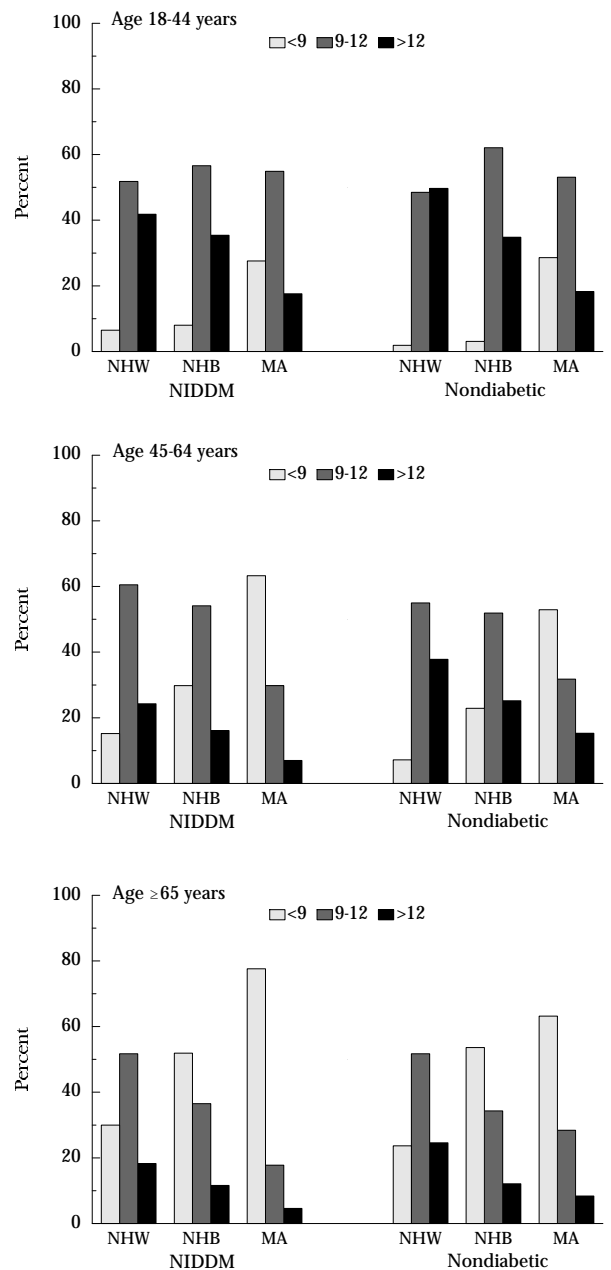 Age 18-44 years
<9 9-12 >12
100
80
60
40
20
0
Percent
NHW NHB MA NHW NHB MA
NIDDM Nondiabetic
Age 45-64 years
<9 9-12 >12
100
80
60
40
20
0
Percent
NHW NHB MA NHW NHB MA
NIDDM Nondiabetic
Age ≥65 years
<9 9-12 >12
100
80
60
40
20
0
Percent
NHW NHB MA NHW NHB MA
NIDDM Nondiabetic